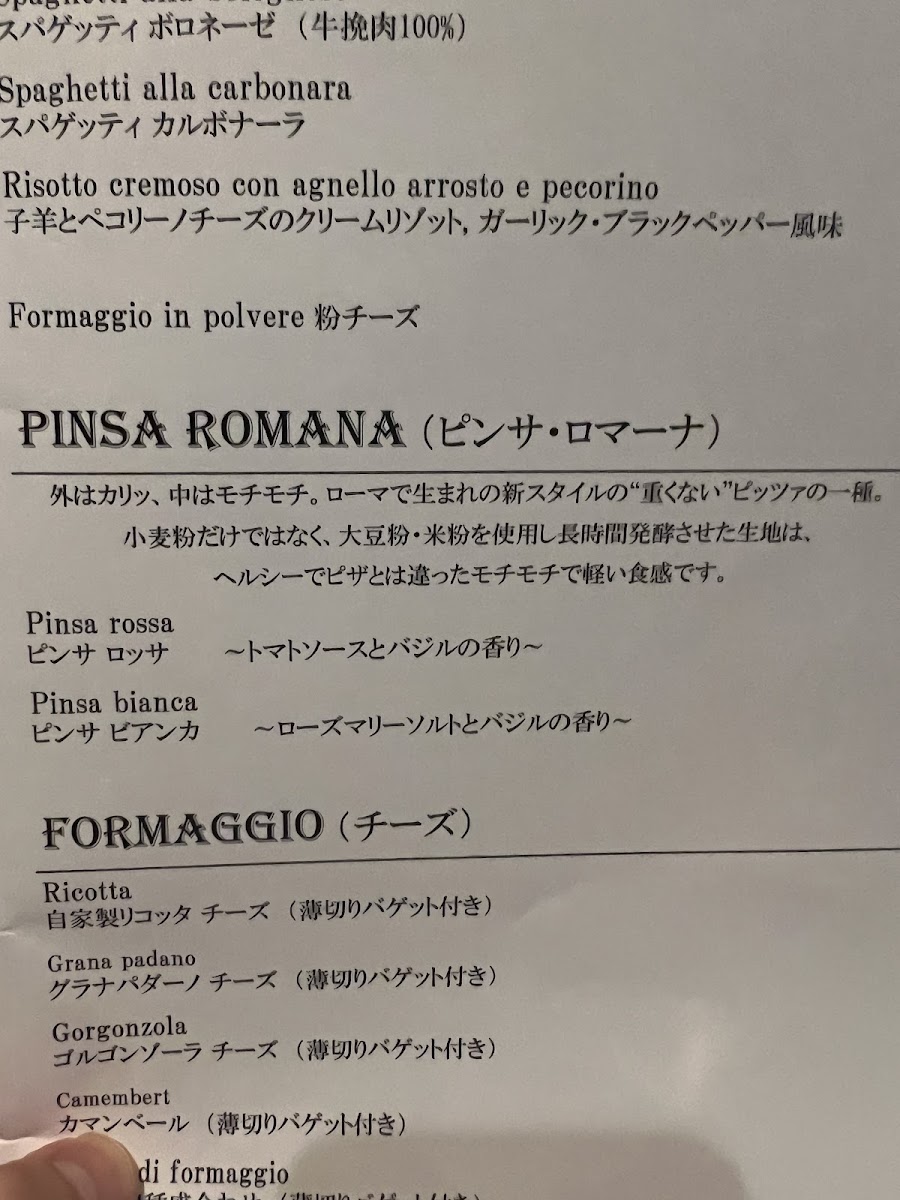 スパゲッティ ボロネーゼ (牛挽肉100%)
Spaghetti alla carbonara
スパゲッティ カルボナーラ
Risotto cremoso con agnello arrosto e pecorino
子羊とペコリーノチーズのクリームリゾット, ガーリック・ブラックペッパー風味
Formaggio in polvere 粉チーズ
PINSA ROMANA (ピンサ・ロマーナ)
外はカリッ、中はモチモチ。ローマで生まれの新スタイルの“重くない”ピッツァの一種。
小麦粉だけではなく、大豆粉・米粉を使用し長時間発酵させた生地は、
ヘルシーでピザとは違ったモチモチで軽い食感です。
Pinsa rossa
ピンサ ロッサ ～トマトソースとバジルの香り～
Pinsa bianca
ピンサ ビアンカ ～ローズマリーソルトとバジルの香り～
FORMAGGIO (チーズ)
Ricotta
自家製リコッタ チーズ (薄切りバゲット付き)
Grana padano
グラナパダーノ チーズ (薄切りバゲット付き)
Gorgonzola
ゴルゴンゾーラ チーズ (薄切りバゲット付き)
Camembert
カマンベール (薄切りバゲット付き)
di formaggio